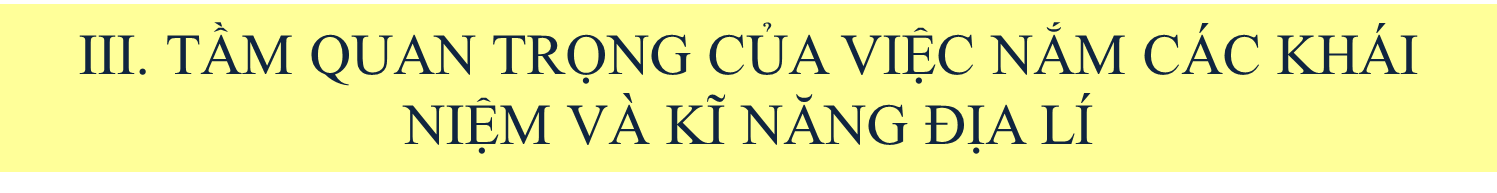 III. TẦM QUAN TRỌNG CỦA VIỆC NẮM CÁC KHÁI
NIỆM VÀ KĨ NĂNG ĐỊA LÍ